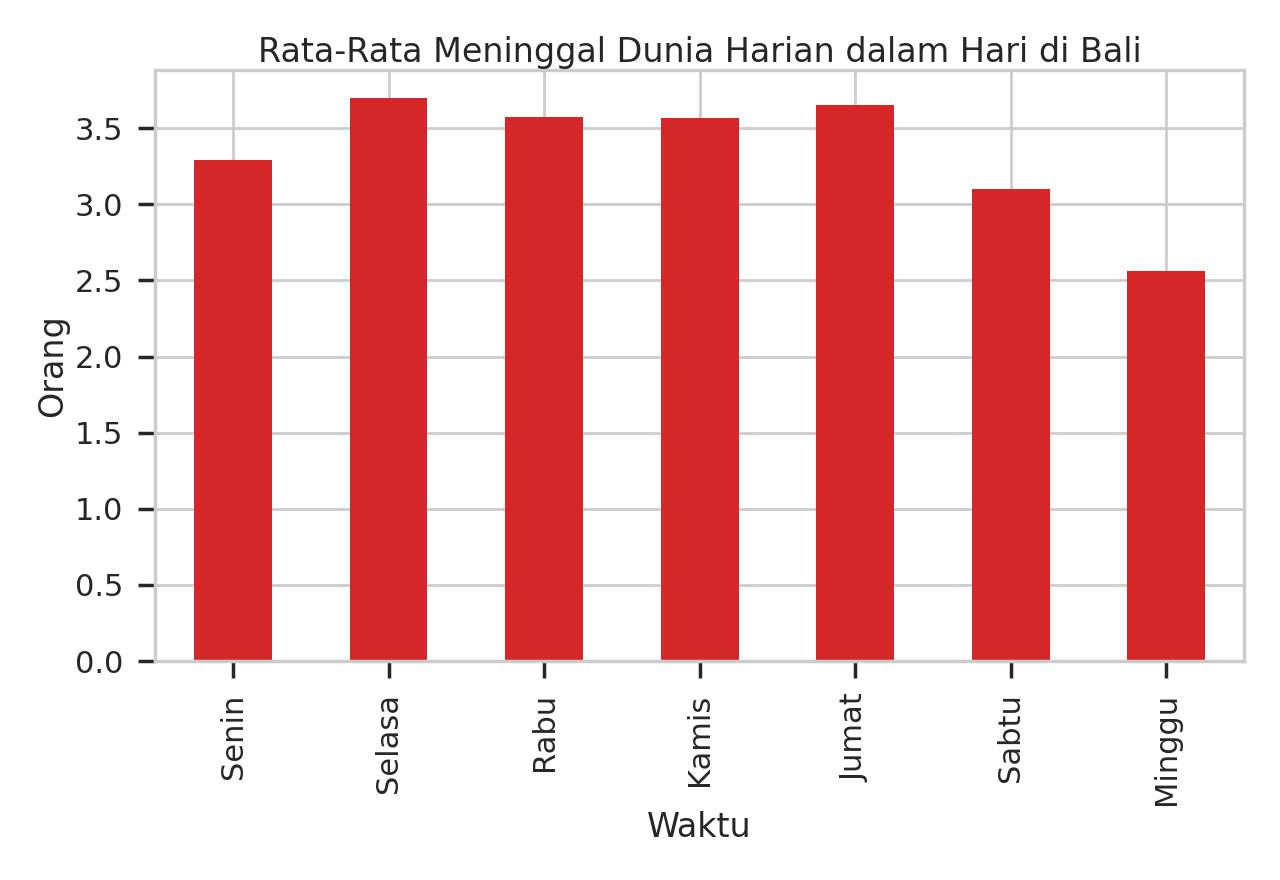 Rata-Rata Meninggal Dunia Harian dalam Hari di Bali
Orang
3.5
3.0
2.5
2.0
1.5
1.0
0.5
0.0
Senin
Selasa
Rabu
Kamis
Jumat
Sabtu
Minggu
Waktu